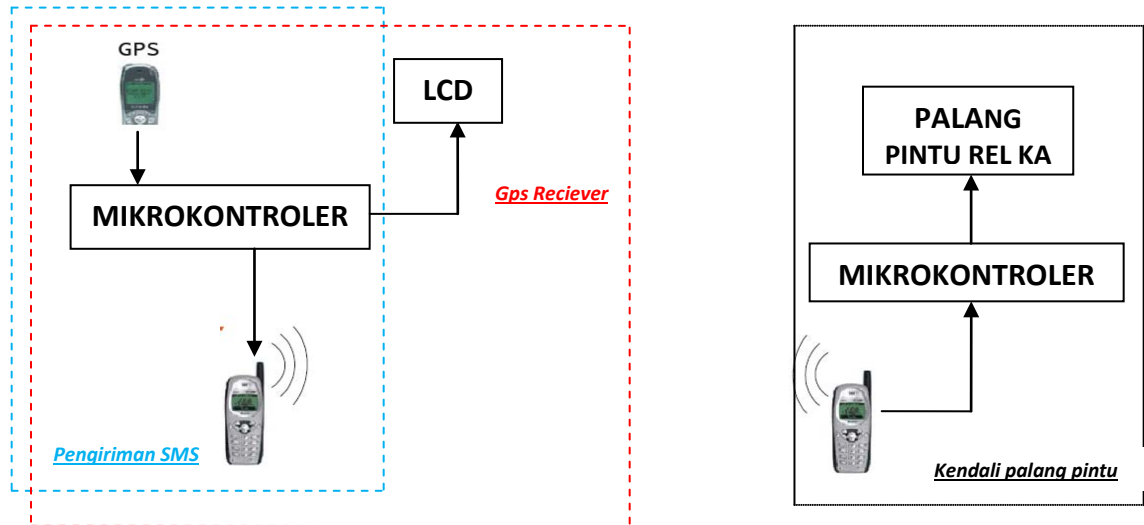 GPS
LCD
Gps Reciever
MIKROKONTROLER
Pengiriman SMS
PALANG
PINTU REL KA
MIKROKONTROLER
Kendali palang pintu